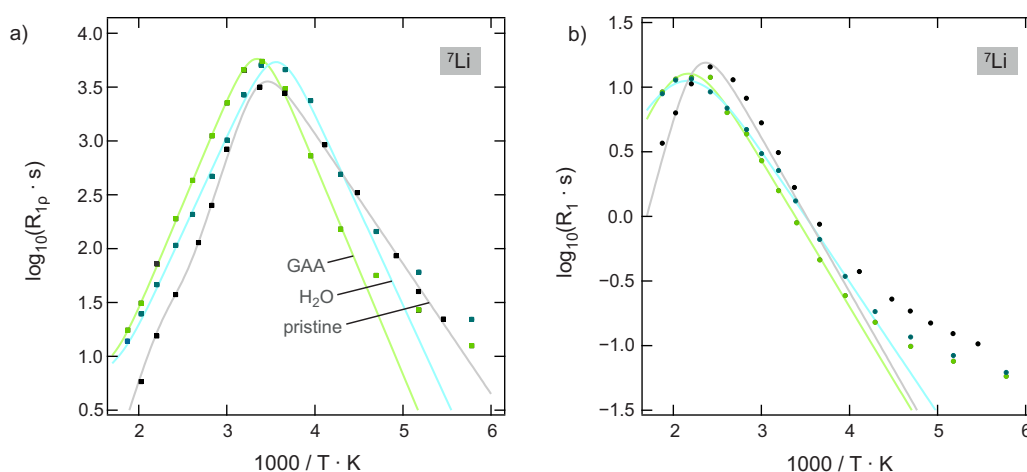 a)
⁷Li
log₁₀(R₁ρ · s)
4.0
3.5
3.0
2.5
2.0
1.5
1.0
0.5
GAA
H₂O
pristine
2 3 4 5 6
1000 / T · K
b)
⁷Li
log₁₀(R₁ · s)
1.5
1.0
0.5
0.0
−0.5
−1.0
−1.5
2 3 4 5 6
1000 / T · K